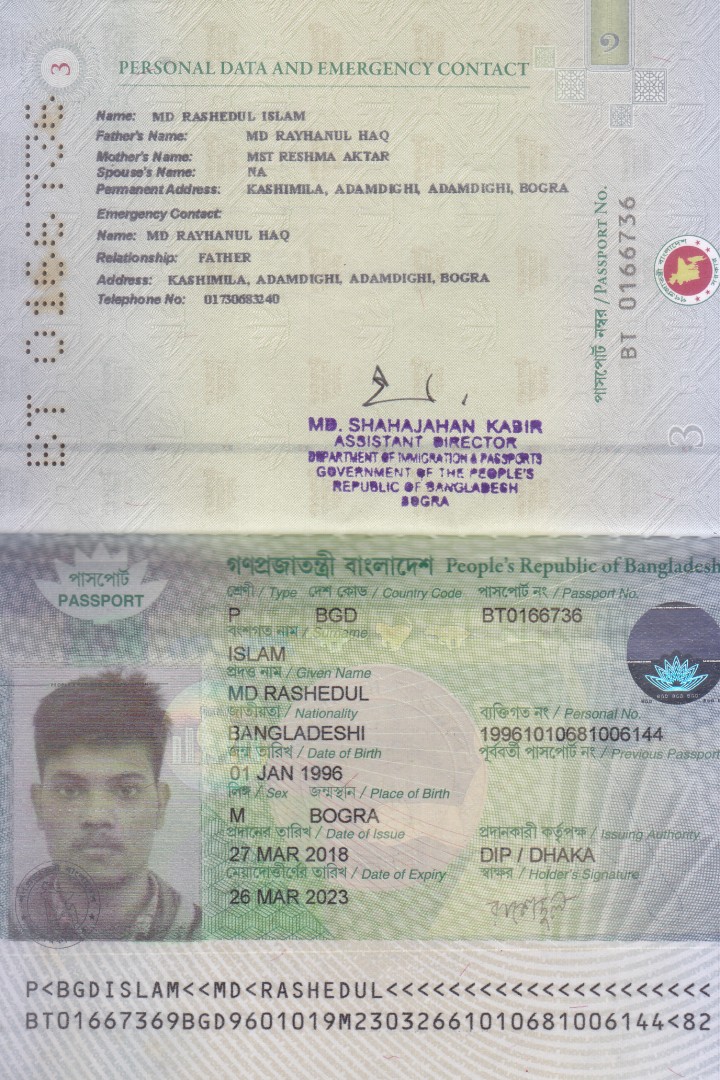 3
PERSONAL DATA AND EMERGENCY CONTACT
Name: MD RASHEDUL ISLAM
Father's Name: MD RAYHANUL HAQ
Mother's Name: MST RESHMA AKTAR
Spouse's Name: NA
Permanent Address: KASHIMILA, ADAMDIGHI, ADAMDIGHI, BOGRA
Emergency Contact:
Name: MD RAYHANUL HAQ
Relationship: FATHER
Address: KASHIMILA, ADAMDIGHI, ADAMDIGHI, BOGRA
Telephone No: 01730683240
BT 0166736
পাসপোর্ট নম্বর / PASSPORT No.
BT 0166736
3
MD. SHAHAJAHAN KABIR
ASSISTANT DIRECTOR
DEPARTMENT OF IMMIGRATION & PASSPORTS
GOVERNMENT OF THE PEOPLE'S
REPUBLIC OF BANGLADESH
BOGRA
গণপ্রজাতন্ত্রী বাংলাদেশ People's Republic of Bangladesh
পাসপোর্ট
PASSPORT
শ্রেণী / Type দেশ কোড / Country Code পাসপোর্ট নং / Passport No.
P BGD BT0166736
বংশগত নাম / Surname
ISLAM
প্রদত্ত নাম / Given Name
MD RASHEDUL
জাতীয়তা / Nationality ব্যক্তিগত নং / Personal No.
BANGLADESHI 19961010681006144
জন্ম তারিখ / Date of Birth পূর্ববর্তী পাসপোর্ট নং / Previous Passport
01 JAN 1996
লিঙ্গ / Sex জন্মস্থান / Place of Birth
M BOGRA
প্রদানের তারিখ / Date of Issue প্রদানকারী কর্তৃপক্ষ / Issuing Authority
27 MAR 2018 DIP / DHAKA
মেয়াদোত্তীর্ণের তারিখ / Date of Expiry স্বাক্ষর / Holder's Signature
26 MAR 2023
P<BGDISLAM<<MD<RASHEDUL<<<<<<<<<<<<<<<<<<<<<
BT01667369BGD9601019M23032661010681006144<82